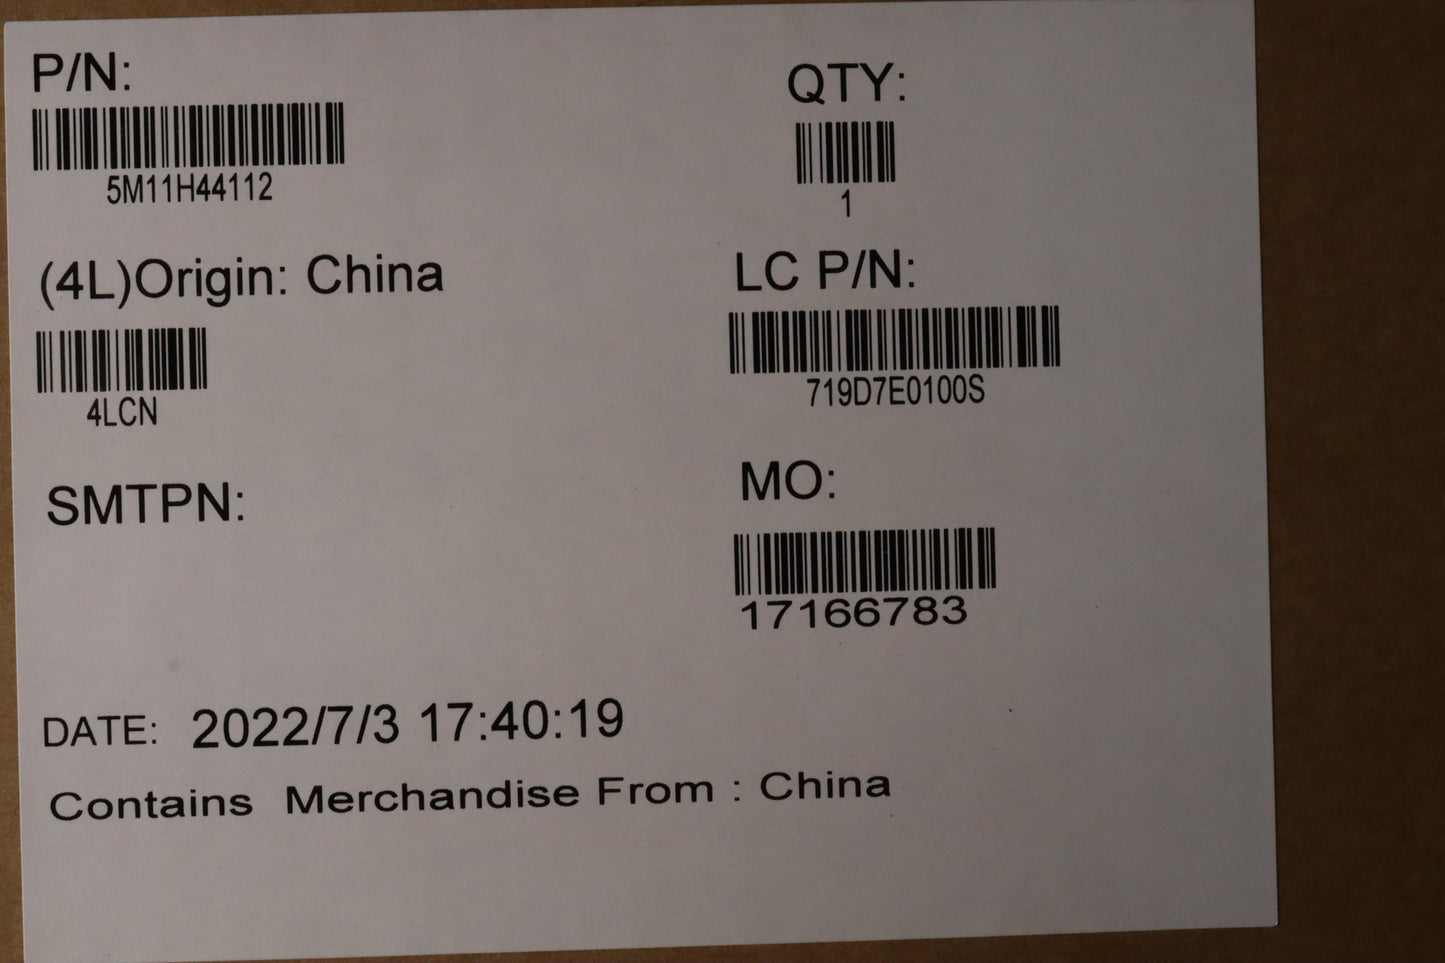 P/N:
5M11H44112
QTY:
1
(4L)Origin: China
4LCN
LC P/N:
719D7E0100S
SMTPN:
MO:
17166783
DATE: 2022/7/3 17:40:19
Contains Merchandise From : China